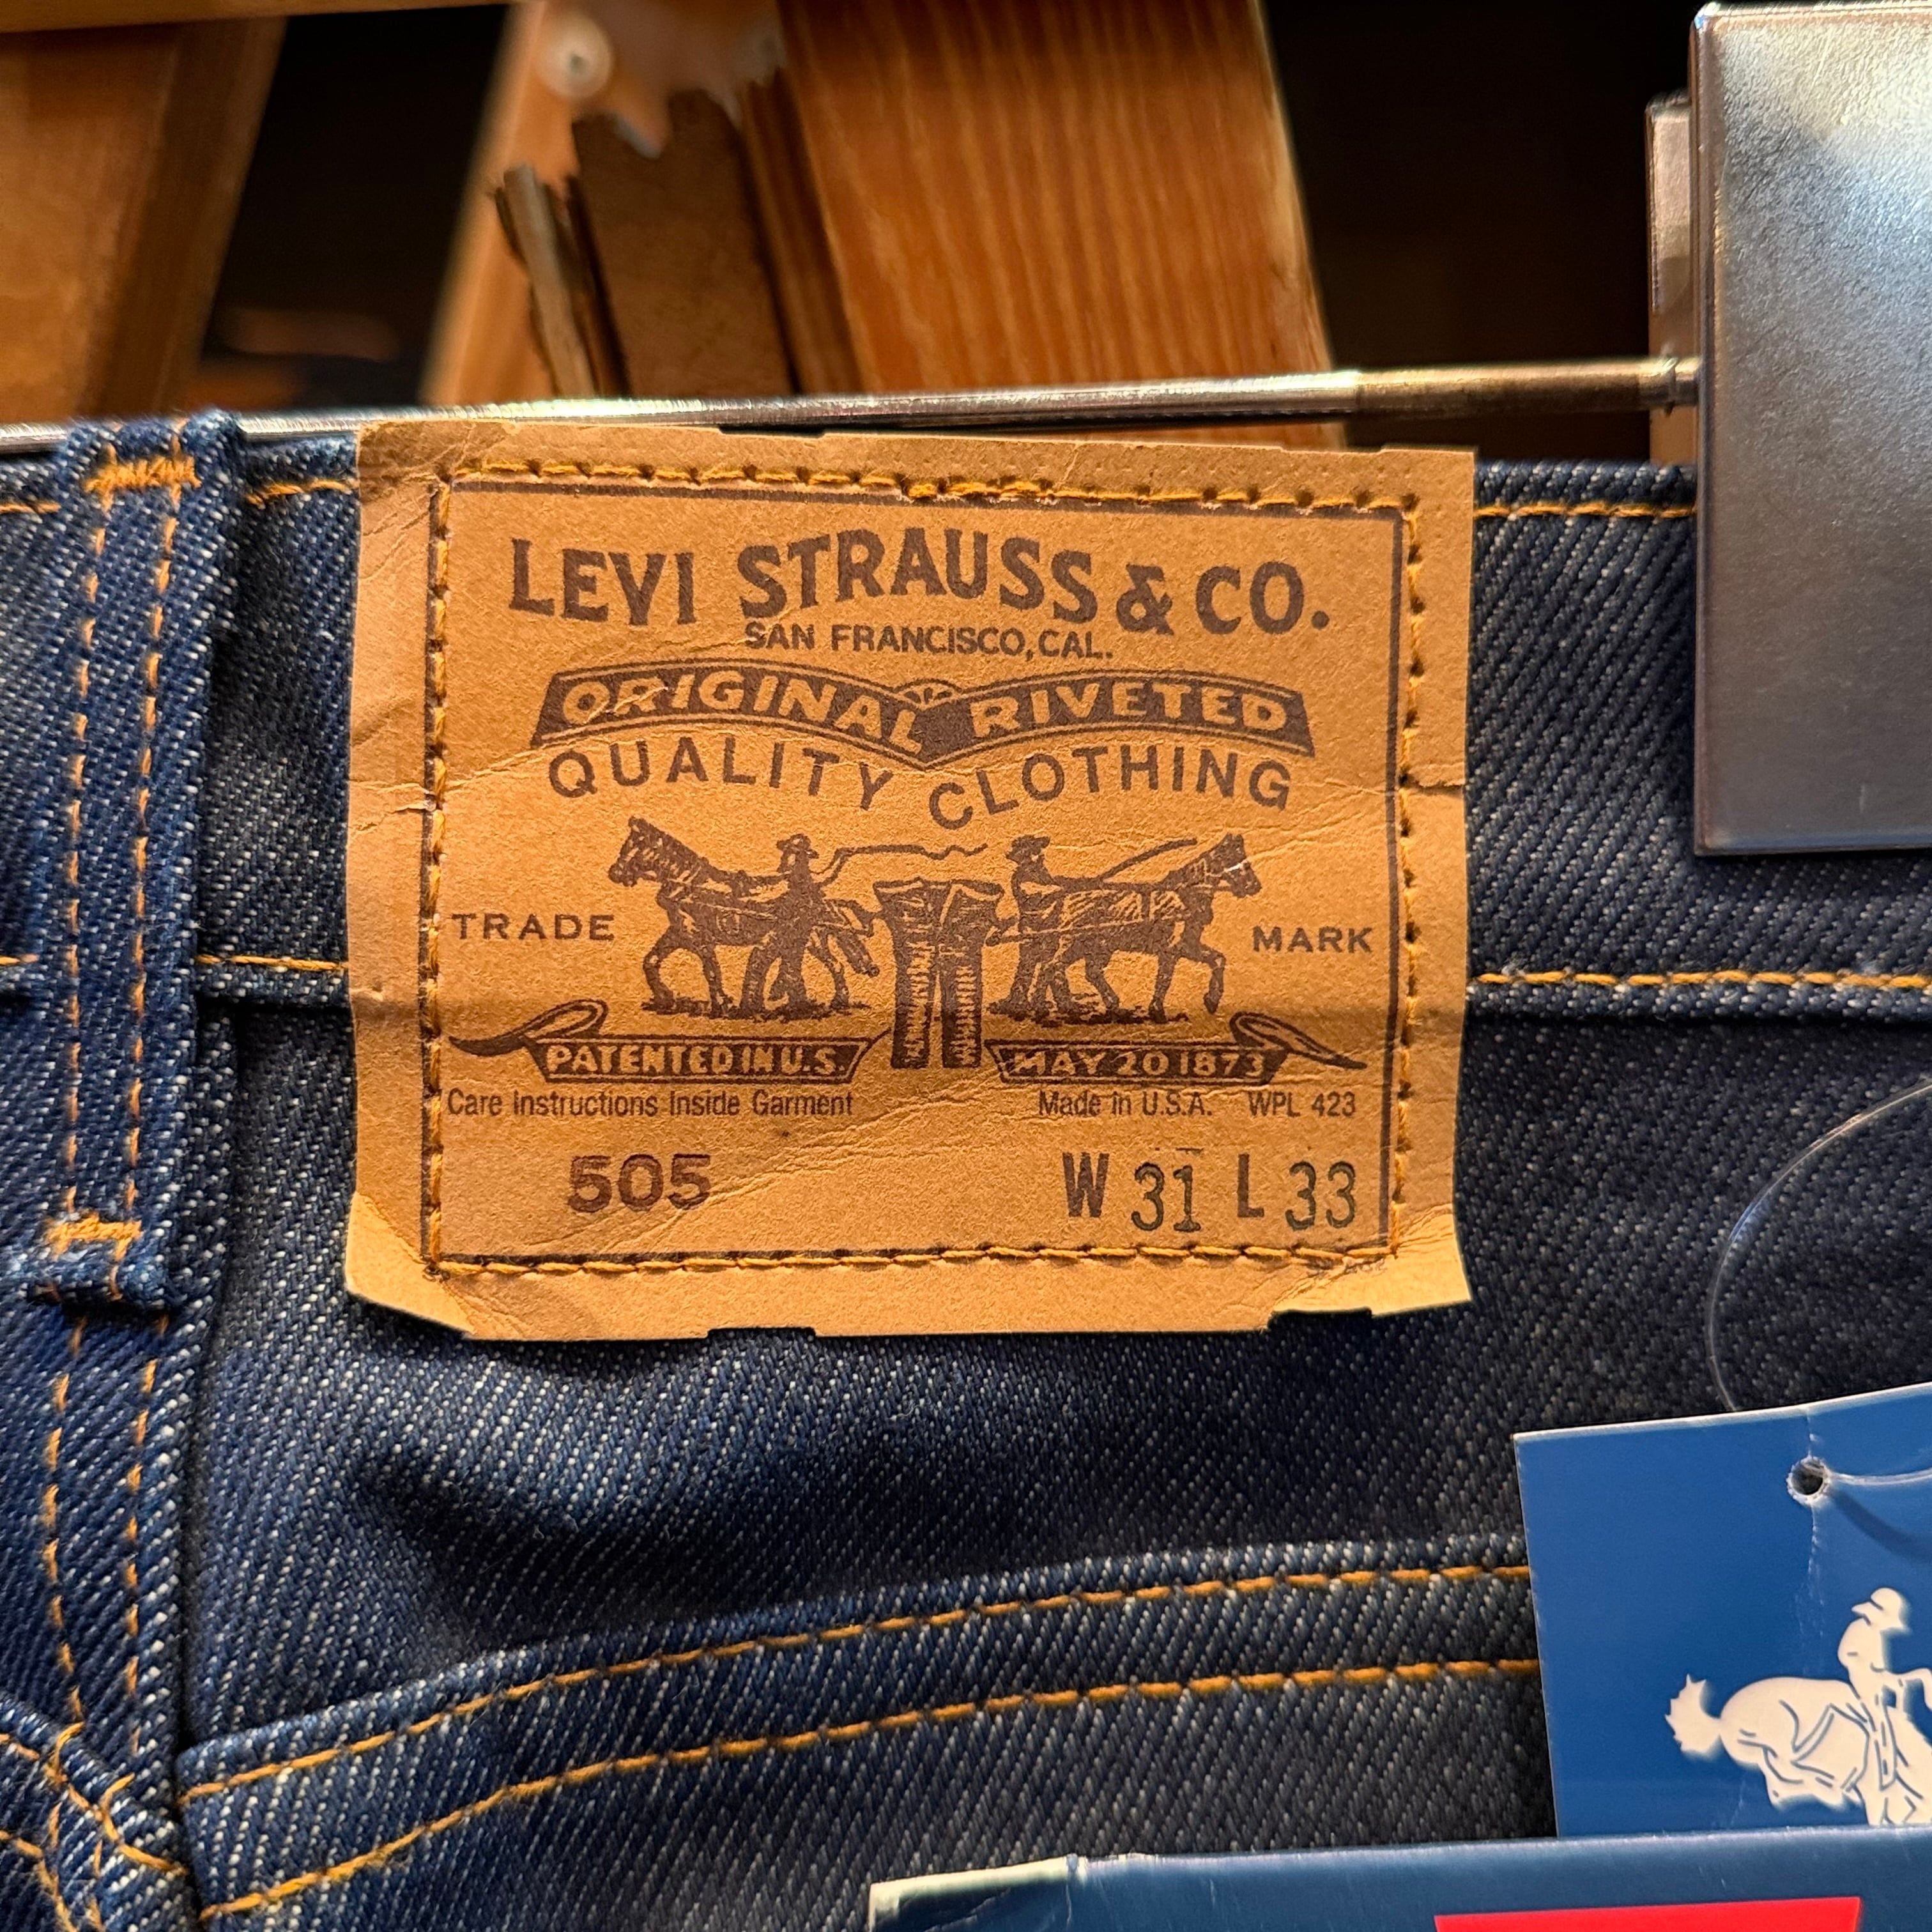 LEVI STRAUSS & CO.
SAN FRANCISCO, CAL.
ORIGINAL RIVETED
QUALITY CLOTHING
TRADE MARK
PATENTED IN U.S. MAY 20 1873
Care Instructions Inside Garment Made in U.S.A. WPL 423
505 W 31 L 33